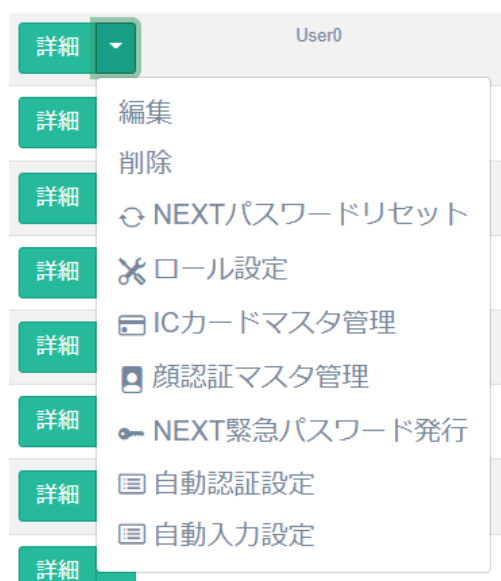 詳細
User0
詳細
編集
削除
詳細
NEXTパスワードリセット
詳細
ロール設定
ICカードマスタ管理
詳細
顔認証マスタ管理
詳細
NEXT緊急パスワード発行
詳細
自動認証設定
自動入力設定
詳細